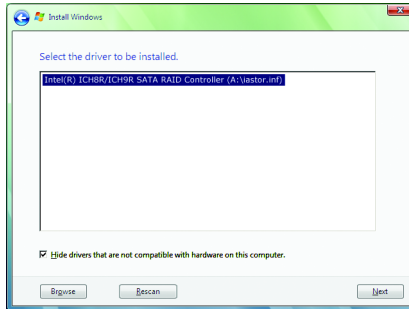 Install Windows
Select the driver to be installed.
Intel(R) ICH8R/ICH9R SATA RAID Controller (A:\iastor.inf)
Hide drivers that are not compatible with hardware on this computer.
Browse Rescan Next